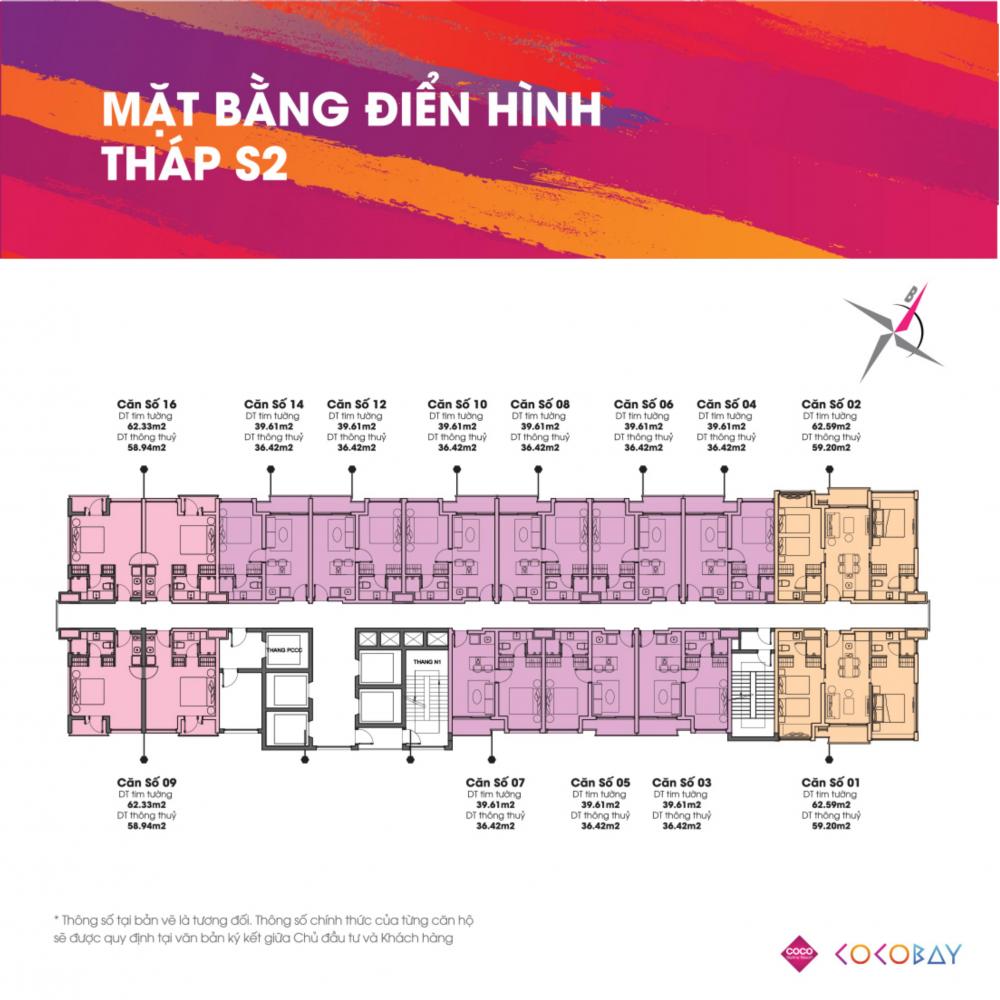 MẶT BẰNG ĐIỂN HÌNH
THÁP S2
B
Căn Số 16
DT tim tường
62.33m2
DT thông thuỷ
58.94m2
Căn Số 14
DT tim tường
39.61m2
DT thông thuỷ
36.42m2
Căn Số 12
DT tim tường
39.61m2
DT thông thuỷ
36.42m2
Căn Số 10
DT tim tường
39.61m2
DT thông thuỷ
36.42m2
Căn Số 08
DT tim tường
39.61m2
DT thông thuỷ
36.42m2
Căn Số 06
DT tim tường
39.61m2
DT thông thuỷ
36.42m2
Căn Số 04
DT tim tường
39.61m2
DT thông thuỷ
36.42m2
Căn Số 02
DT tim tường
62.59m2
DT thông thuỷ
59.20m2
THANG PCCC
THANG N1
Căn Số 09
DT tim tường
62.33m2
DT thông thuỷ
58.94m2
Căn Số 07
DT tim tường
39.61m2
DT thông thuỷ
36.42m2
Căn Số 05
DT tim tường
39.61m2
DT thông thuỷ
36.42m2
Căn Số 03
DT tim tường
39.61m2
DT thông thuỷ
36.42m2
Căn Số 01
DT tim tường
62.59m2
DT thông thuỷ
59.20m2
* Thông số tại bản vẽ là tương đối. Thông số chính thức của từng căn hộ
sẽ được quy định tại văn bản ký kết giữa Chủ đầu tư và Khách hàng
COCO
COCOBAY